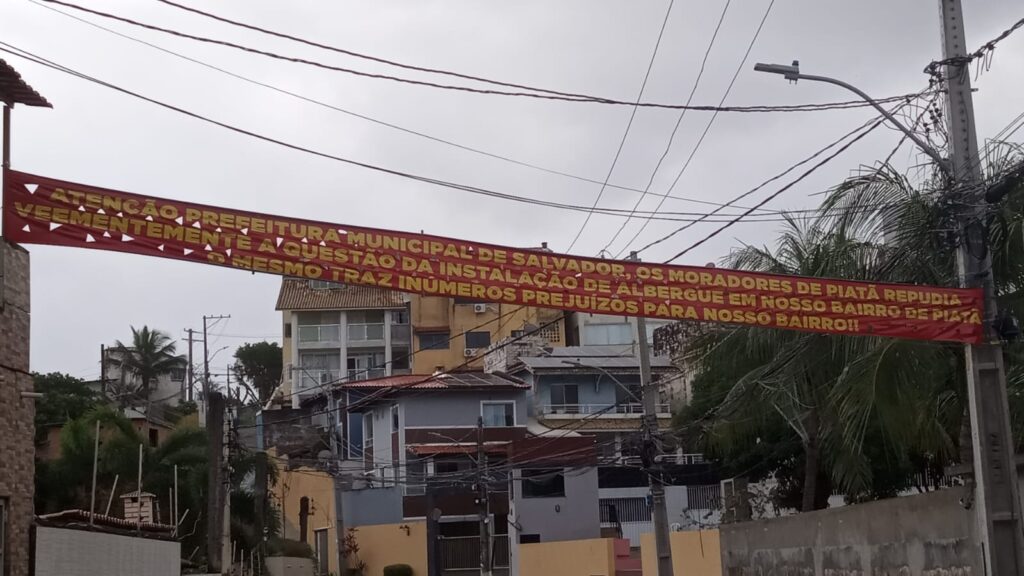 ATENÇÃO PREFEITURA MUNICIPAL DE SALVADOR, OS MORADORES DE PIATÃ REPUDIA
VEEMENTEMENTE A QUESTÃO DA INSTALAÇÃO DE ALBERGUE EM NOSSO BAIRRO DE PIATÃ
O MESMO TRAZ INÚMEROS PREJUÍZOS PARA NOSSO BAIRRO!!